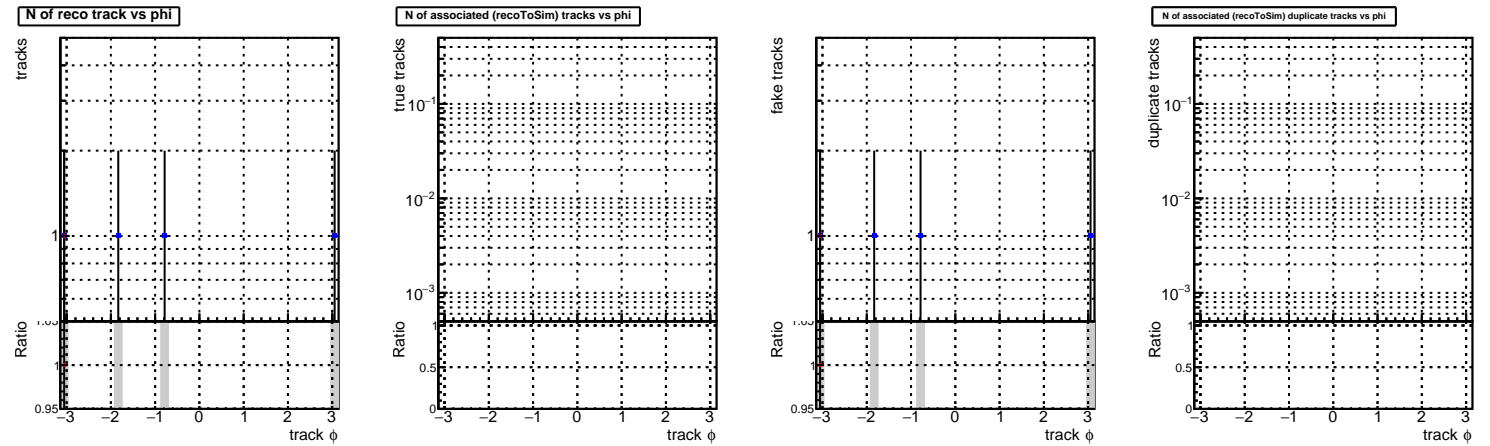 N of reco track vs phi
tracks
1
Ratio
1.05
1
0.95
−3 −2 −1 0 1 2 3
track ϕ
N of associated (recoToSim) tracks vs phi
true tracks
10−1
10−2
10−3
Ratio
1
0.5
0
−3 −2 −1 0 1 2 3
track ϕ
fake tracks
1
Ratio
1.05
1
0.95
−3 −2 −1 0 1 2 3
track ϕ
N of associated (recoToSim) duplicate tracks vs phi
duplicate tracks
10−1
10−2
10−3
Ratio
1
0.5
0
−3 −2 −1 0 1 2 3
track ϕ